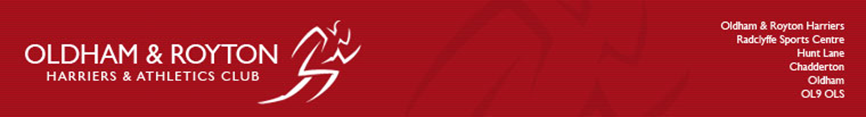 OLDHAM & ROYTON
HARRIERS & ATHLETICS CLUB
Oldham & Royton Harriers
Radclyffe Sports Centre
Hunt Lane
Chadderton
Oldham
OL9 OLS